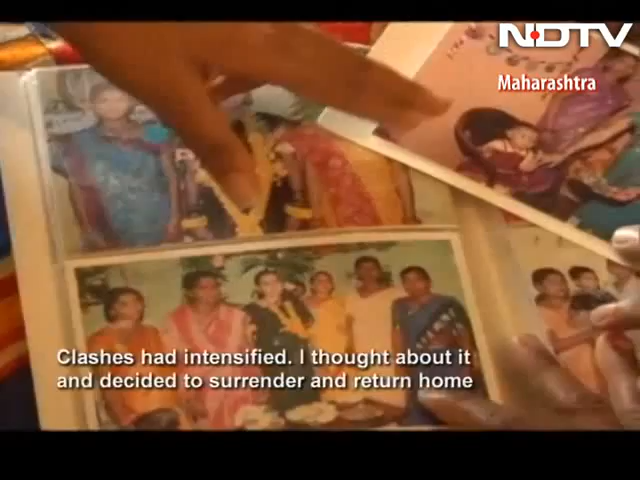 NDTV
Maharashtra
Clashes had intensified. I thought about it
and decided to surrender and return home